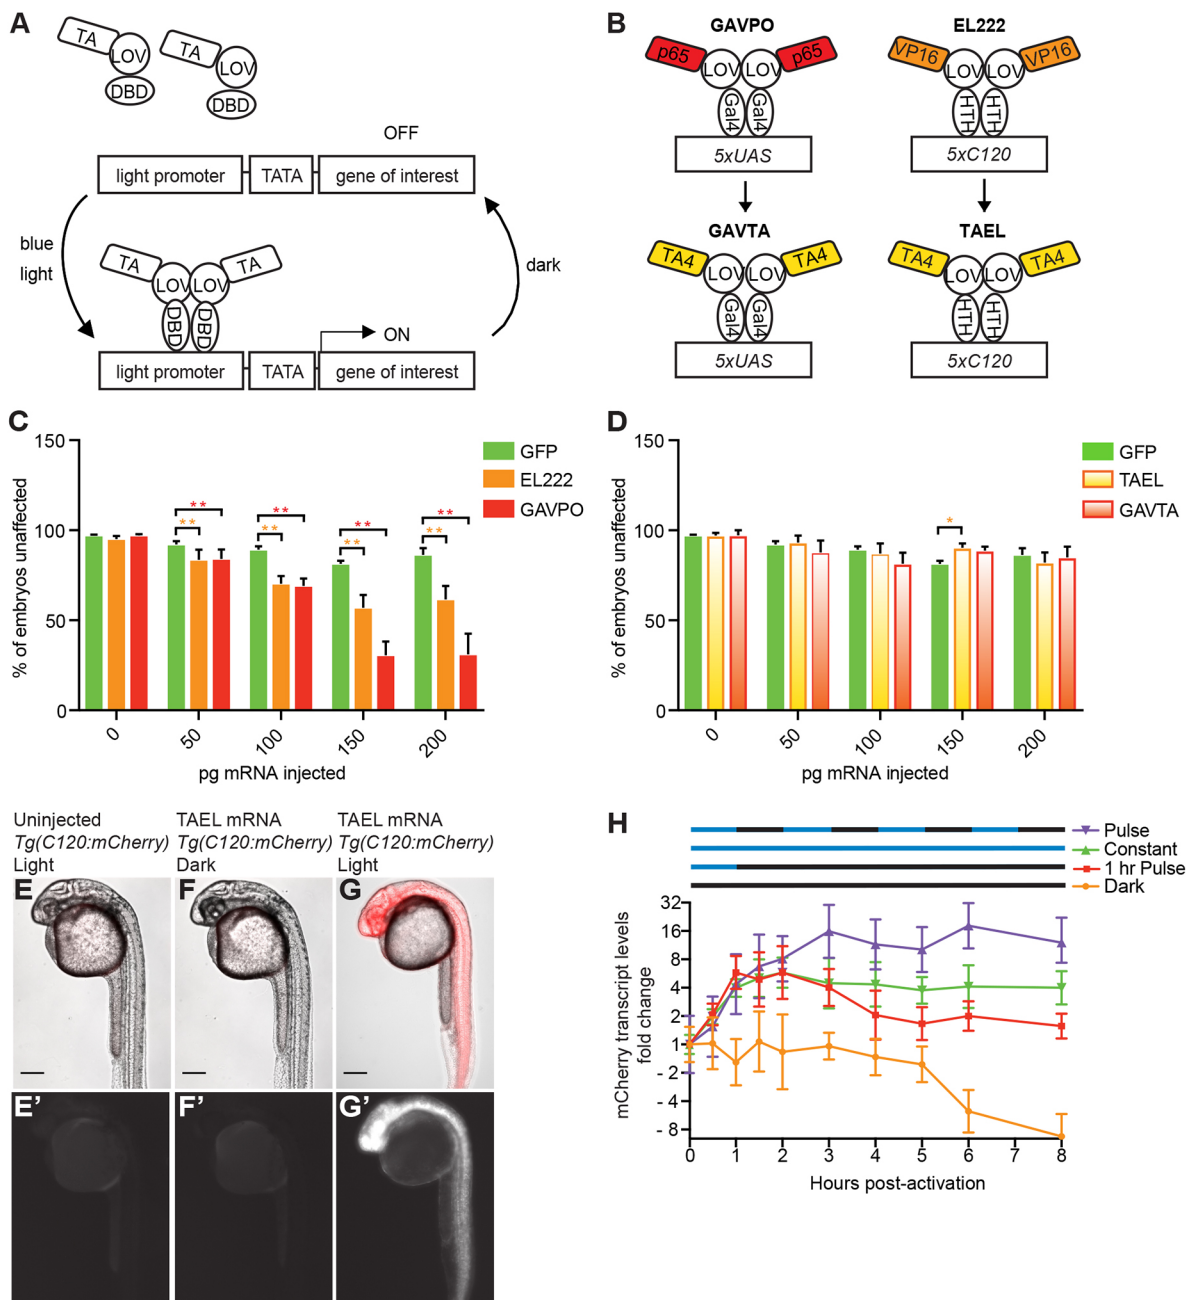 A
TA
LOV
DBD
TA
LOV
DBD
OFF
light promoter
TATA
gene of interest
blue
light
dark
TA
LOV
DBD
LOV
TA
DBD
ON
light promoter
TATA
gene of interest
B
GAVPO
p65
LOV
LOV
p65
Gal4
Gal4
5xUAS
EL222
VP16
LOV
LOV
VP16
HTH
HTH
5xC120
GAVTA
TA4
LOV
LOV
TA4
Gal4
Gal4
5xUAS
TAEL
TA4
LOV
LOV
TA4
HTH
HTH
5xC120
C
% of embryos unaffected
150
100
50
0
**
**
**
**
**
**
**
**
GFP
EL222
GAVPO
0
50
100
150
200
pg mRNA injected
D
% of embryos unaffected
150
100
50
0
*
GFP
TAEL
GAVTA
0
50
100
150
200
pg mRNA injected
Uninjected
Tg(C120:mCherry)
Light
TAEL mRNA
Tg(C120:mCherry)
Dark
TAEL mRNA
Tg(C120:mCherry)
Light
E
F
G
E’
F’
G’
H
Pulse
Constant
1 hr Pulse
Dark
mCherry transcript levels
fold change
32
16
8
4
2
1
- 2
- 4
- 8
0
1
2
3
4
5
6
7
8
Hours post-activation